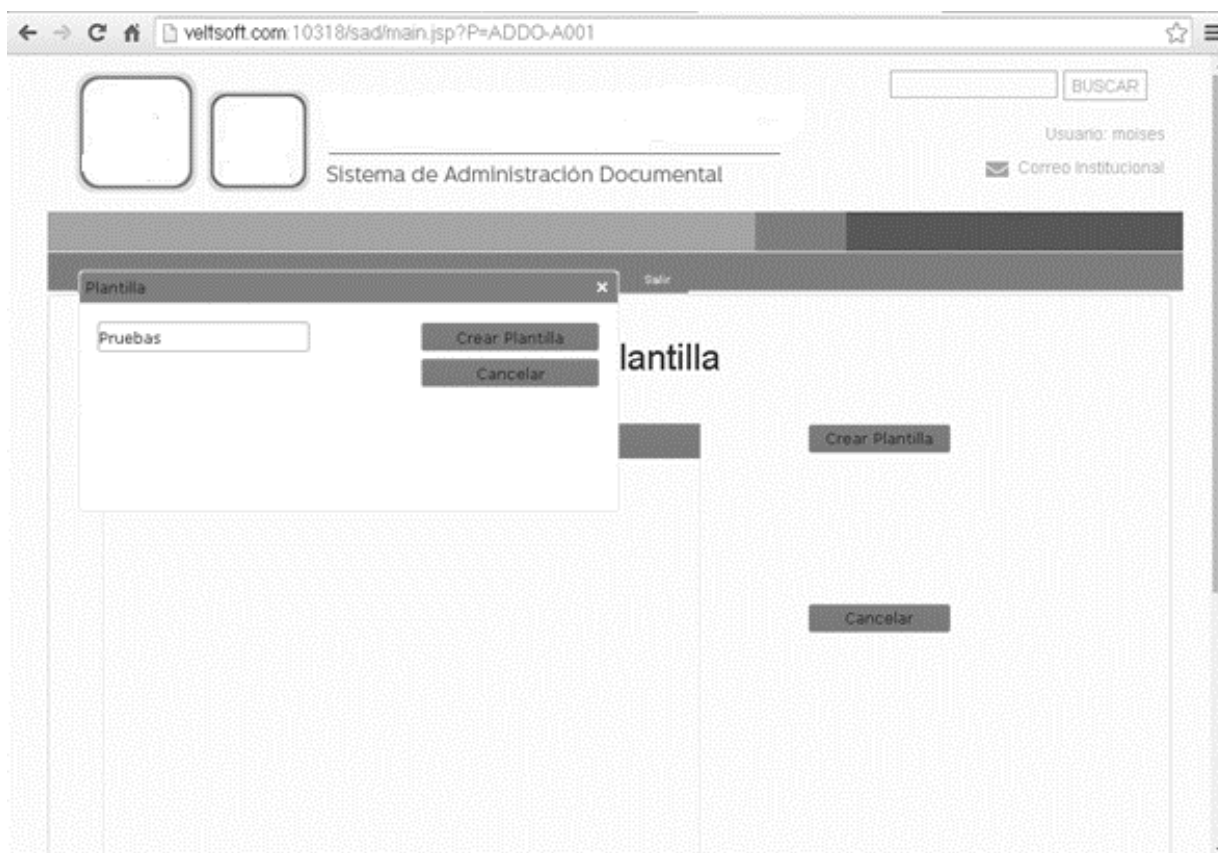 veltsoft.com:10318/sad/main.jsp?P=ADDO-A001
BUSCAR
Usuario: moises
Correo Institucional
Sistema de Administración Documental
Salir
Plantilla
Pruebas
Crear Plantilla
Cancelar
lantilla
Crear Plantilla
Cancelar